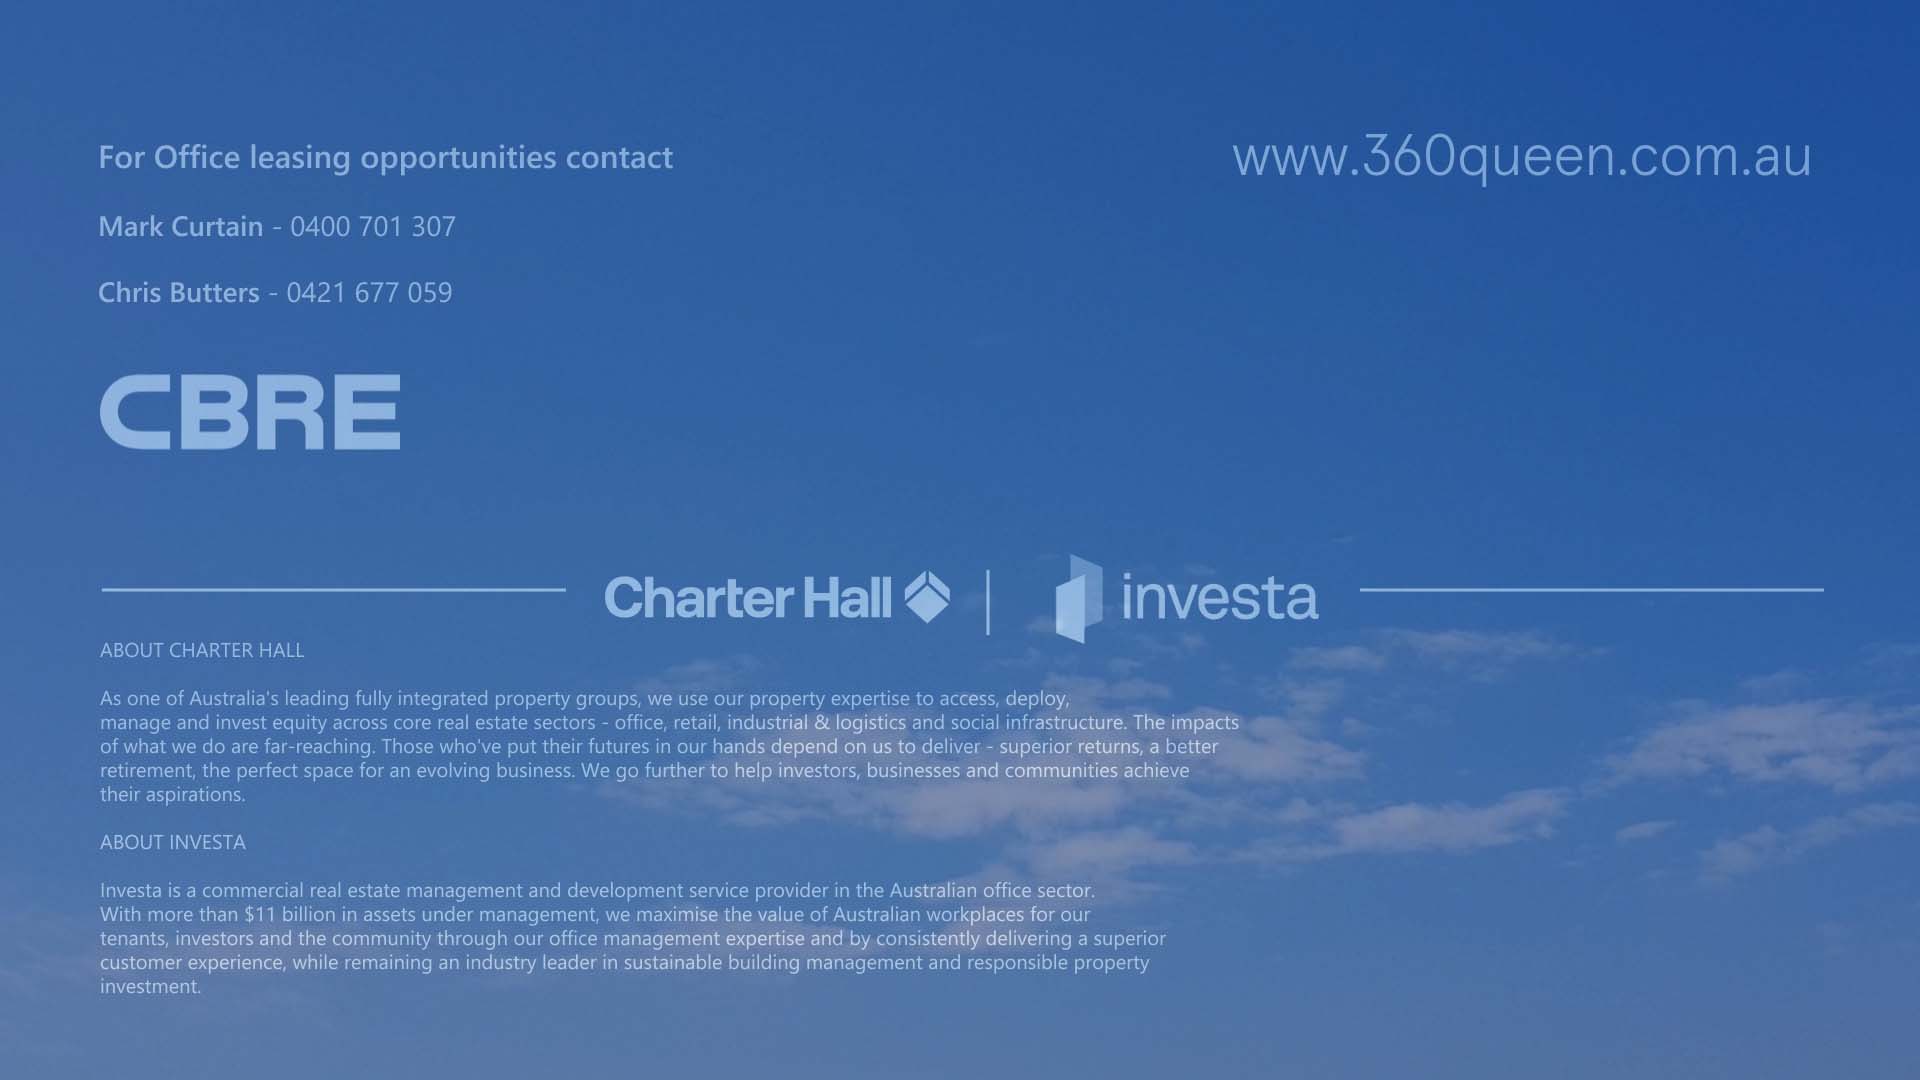 For Office leasing opportunities contact
www.360queen.com.au
Mark Curtain - 0400 701 307
Chris Butters - 0421 677 059
CBRE
Charter Hall
investa
ABOUT CHARTER HALL
As one of Australia's leading fully integrated property groups, we use our property expertise to access, deploy,
manage and invest equity across core real estate sectors - office, retail, industrial & logistics and social infrastructure. The impacts
of what we do are far-reaching. Those who've put their futures in our hands depend on us to deliver - superior returns, a better
retirement, the perfect space for an evolving business. We go further to help investors, businesses and communities achieve
their aspirations.
ABOUT INVESTA
Investa is a commercial real estate management and development service provider in the Australian office sector.
With more than $11 billion in assets under management, we maximise the value of Australian workplaces for our
tenants, investors and the community through our office management expertise and by consistently delivering a superior
customer experience, while remaining an industry leader in sustainable building management and responsible property
investment.